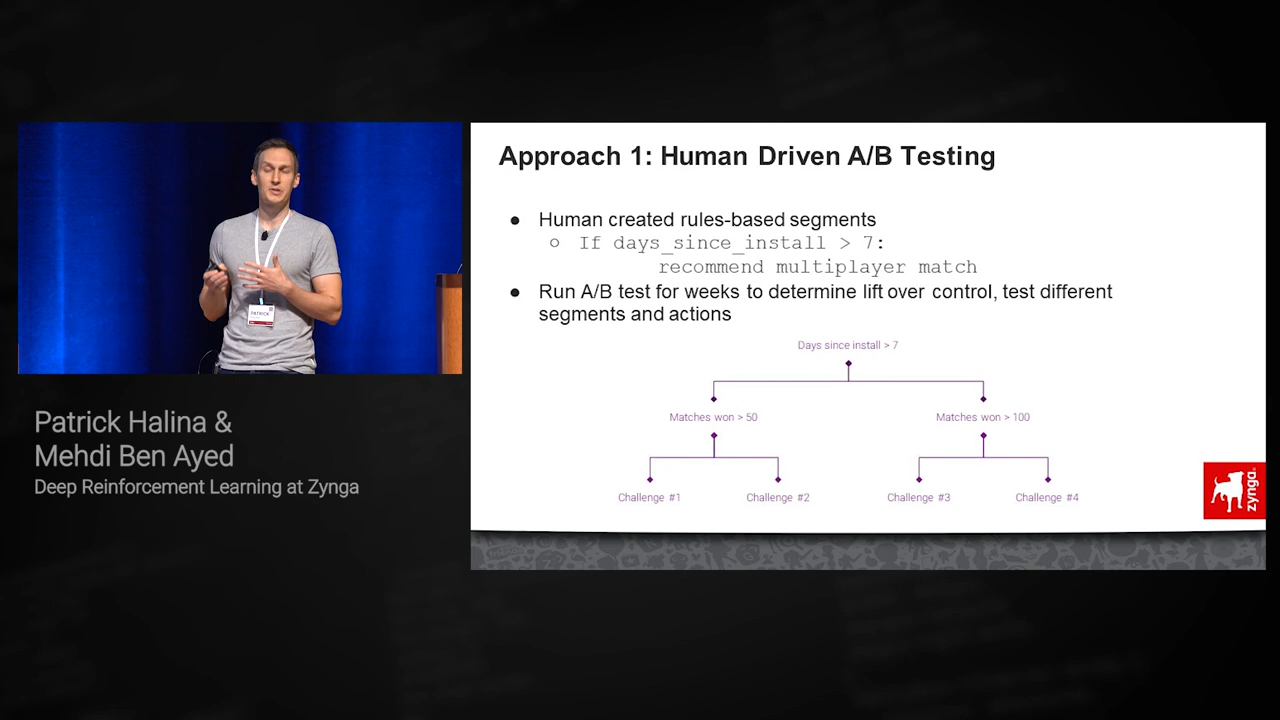 Approach 1: Human Driven A/B Testing
● Human created rules-based segments
○ If days_since_install > 7:
recommend multiplayer match
● Run A/B test for weeks to determine lift over control, test different
segments and actions
Days since install > 7
Matches won > 50
Matches won > 100
Challenge #1
Challenge #2
Challenge #3
Challenge #4
zynga
PATRICK
Patrick Halina &
Mehdi Ben Ayed
Deep Reinforcement Learning at Zynga